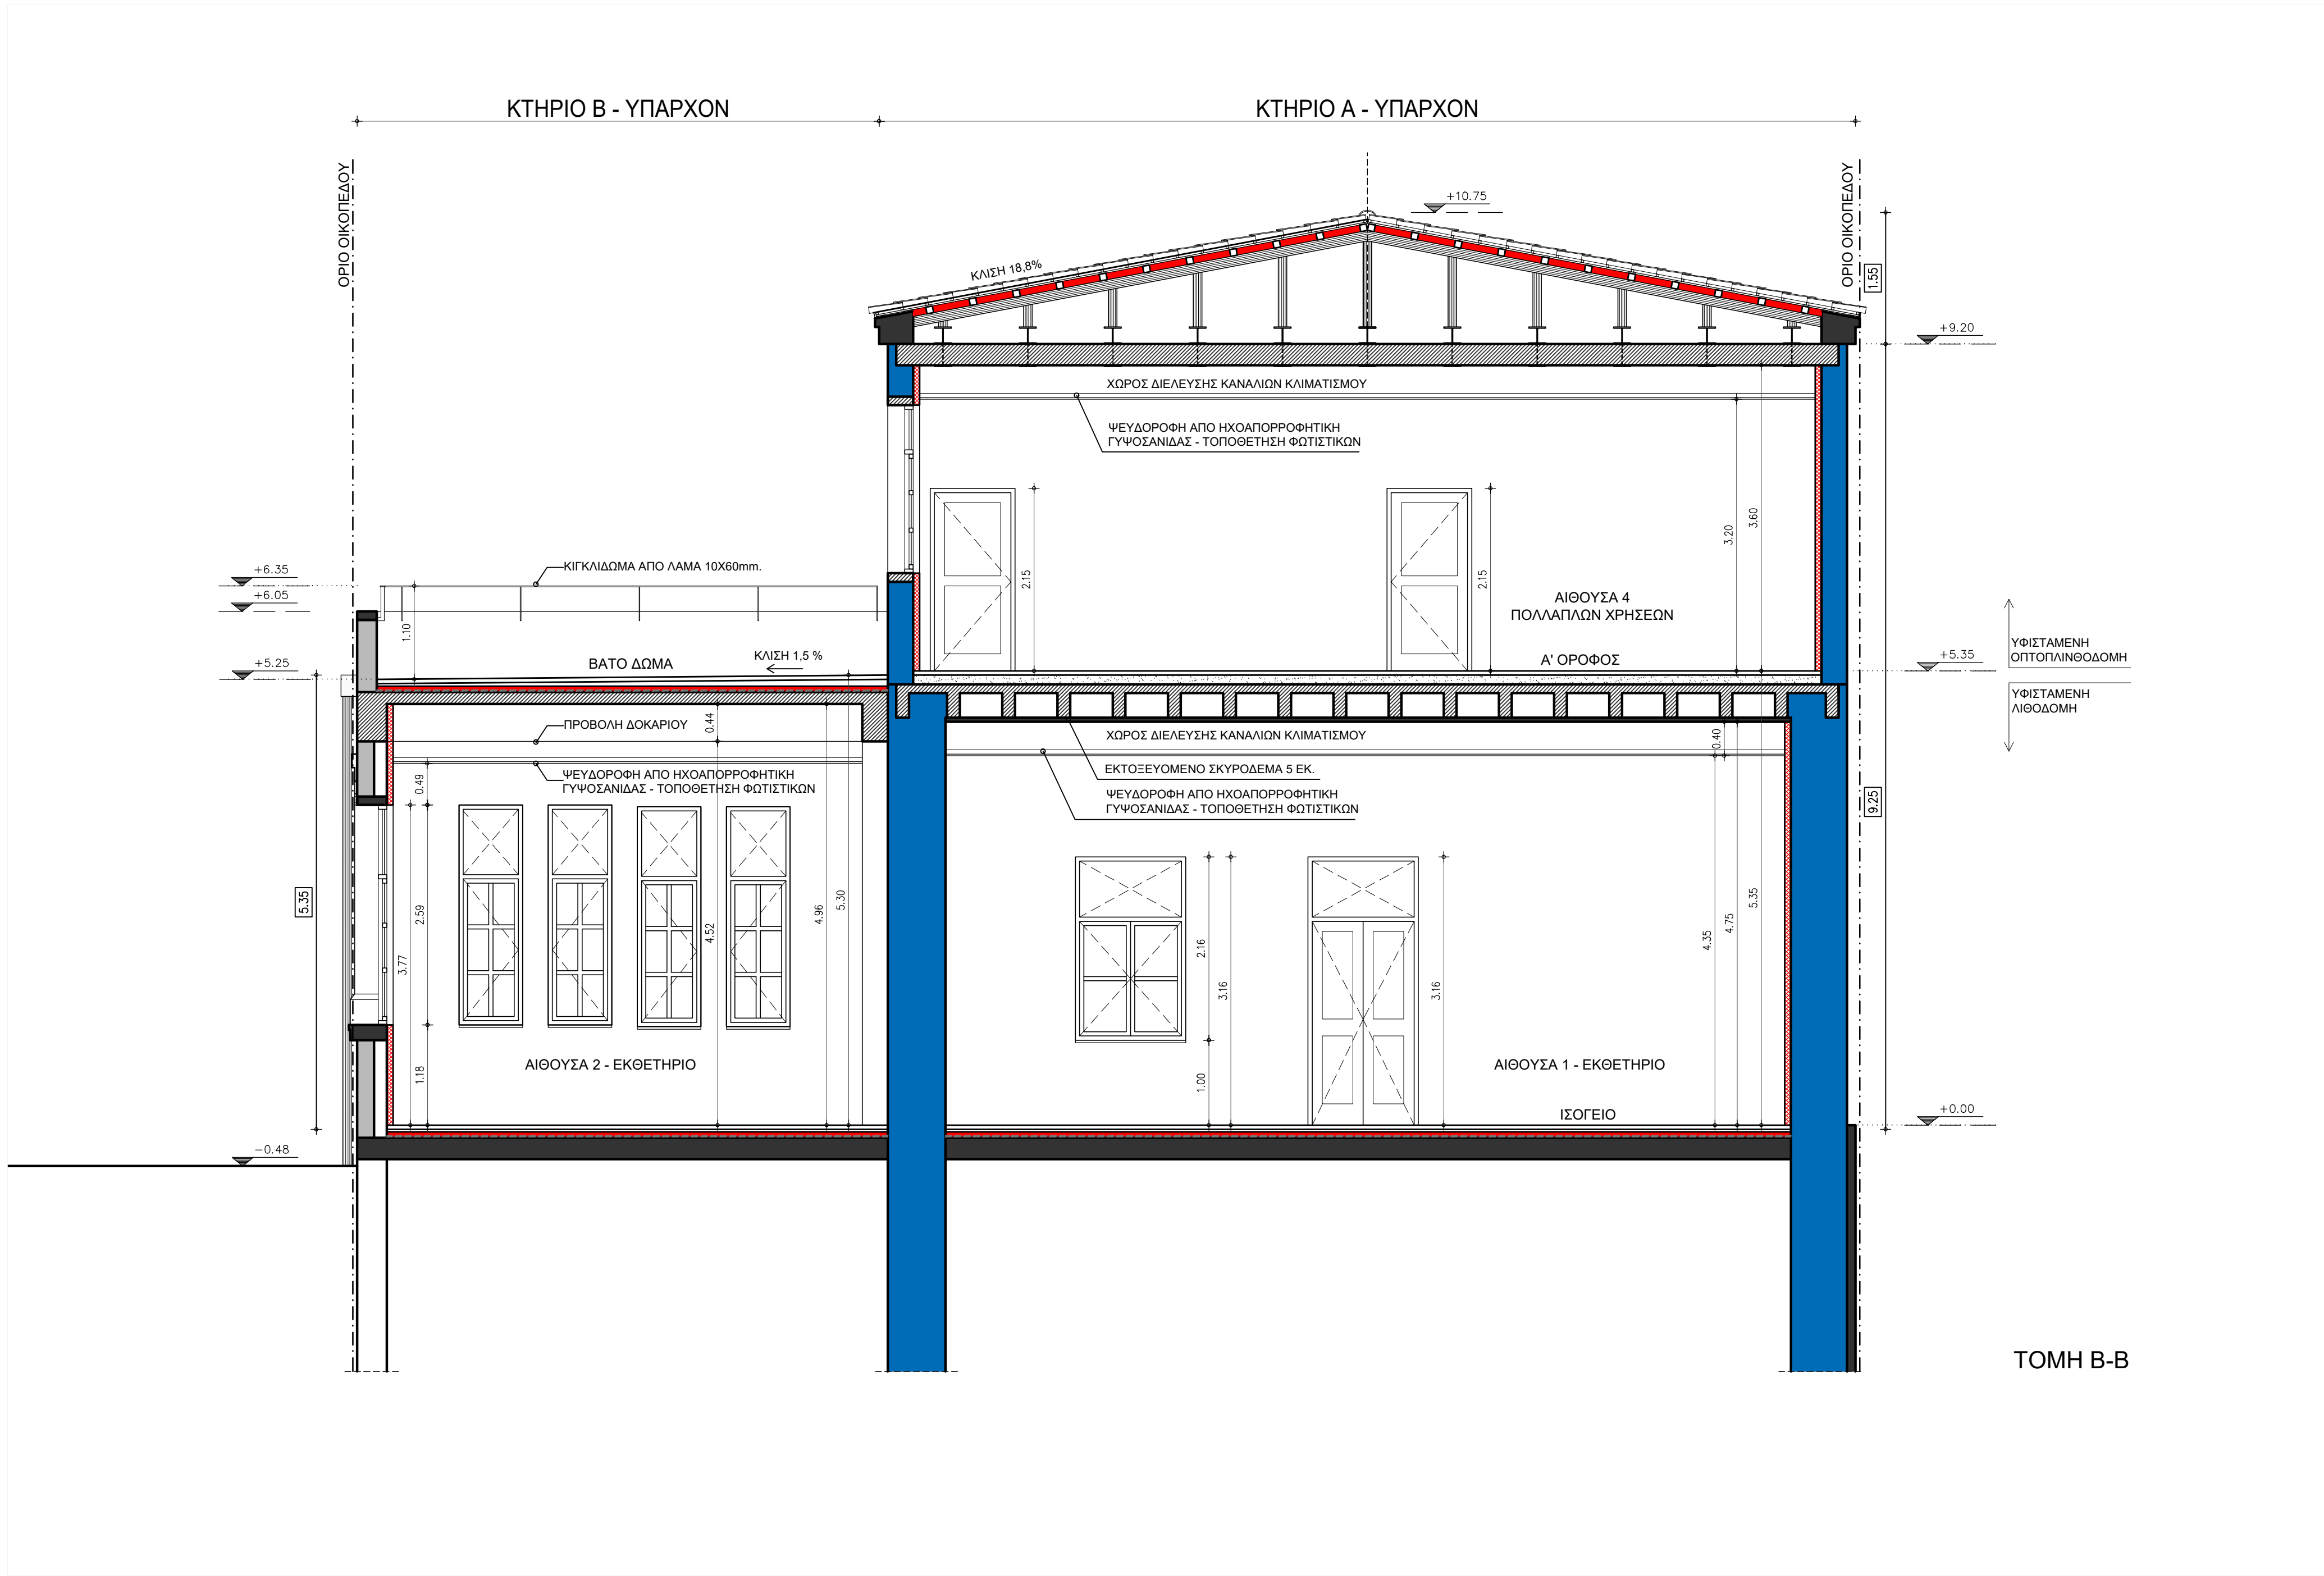 ΚΤΗΡΙΟ Β - ΥΠΑΡΧΟΝ
ΚΤΗΡΙΟ Α - ΥΠΑΡΧΟΝ
ΟΡΙΟ ΟΙΚΟΠΕΔΟΥ
ΟΡΙΟ ΟΙΚΟΠΕΔΟΥ
+10.75
ΚΛΙΣΗ 18,8%
1.55
+9.20
ΧΩΡΟΣ ΔΙΕΛΕΥΣΗΣ ΚΑΝΑΛΙΩΝ ΚΛΙΜΑΤΙΣΜΟΥ
ΨΕΥΔΟΡΟΦΗ ΑΠΟ ΗΧΟΑΠΟΡΡΟΦΗΤΙΚΗ
ΓΥΨΟΣΑΝΙΔΑΣ - ΤΟΠΟΘΕΤΗΣΗ ΦΩΤΙΣΤΙΚΩΝ
3.20
3.60
2.15
2.15
+6.35
+6.05
ΚΙΓΚΛΙΔΩΜΑ ΑΠΟ ΛΑΜΑ 10Χ60mm.
1.10
ΑΙΘΟΥΣΑ 4
ΠΟΛΛΑΠΛΩΝ ΧΡΗΣΕΩΝ
ΥΦΙΣΤΑΜΕΝΗ
ΟΠΤΟΠΛΙΝΘΟΔΟΜΗ
+5.25
ΒΑΤΟ ΔΩΜΑ
ΚΛΙΣΗ 1,5 %
Α' ΟΡΟΦΟΣ
+5.35
ΥΦΙΣΤΑΜΕΝΗ
ΛΙΘΟΔΟΜΗ
ΠΡΟΒΟΛΗ ΔΟΚΑΡΙΟΥ
0.44
ΧΩΡΟΣ ΔΙΕΛΕΥΣΗΣ ΚΑΝΑΛΙΩΝ ΚΛΙΜΑΤΙΣΜΟΥ
0.40
ΨΕΥΔΟΡΟΦΗ ΑΠΟ ΗΧΟΑΠΟΡΡΟΦΗΤΙΚΗ
ΓΥΨΟΣΑΝΙΔΑΣ - ΤΟΠΟΘΕΤΗΣΗ ΦΩΤΙΣΤΙΚΩΝ
ΕΚΤΟΞΕΥΟΜΕΝΟ ΣΚΥΡΟΔΕΜΑ 5 ΕΚ.
ΨΕΥΔΟΡΟΦΗ ΑΠΟ ΗΧΟΑΠΟΡΡΟΦΗΤΙΚΗ
ΓΥΨΟΣΑΝΙΔΑΣ - ΤΟΠΟΘΕΤΗΣΗ ΦΩΤΙΣΤΙΚΩΝ
0.49
9.25
5.35
2.59
3.77
4.52
4.96
5.30
2.16
3.16
3.16
4.35
4.75
5.35
ΑΙΘΟΥΣΑ 2 - ΕΚΘΕΤΗΡΙΟ
ΑΙΘΟΥΣΑ 1 - ΕΚΘΕΤΗΡΙΟ
1.18
1.00
ΙΣΟΓΕΙΟ
+0.00
−0.48
ΤΟΜΗ Β-Β